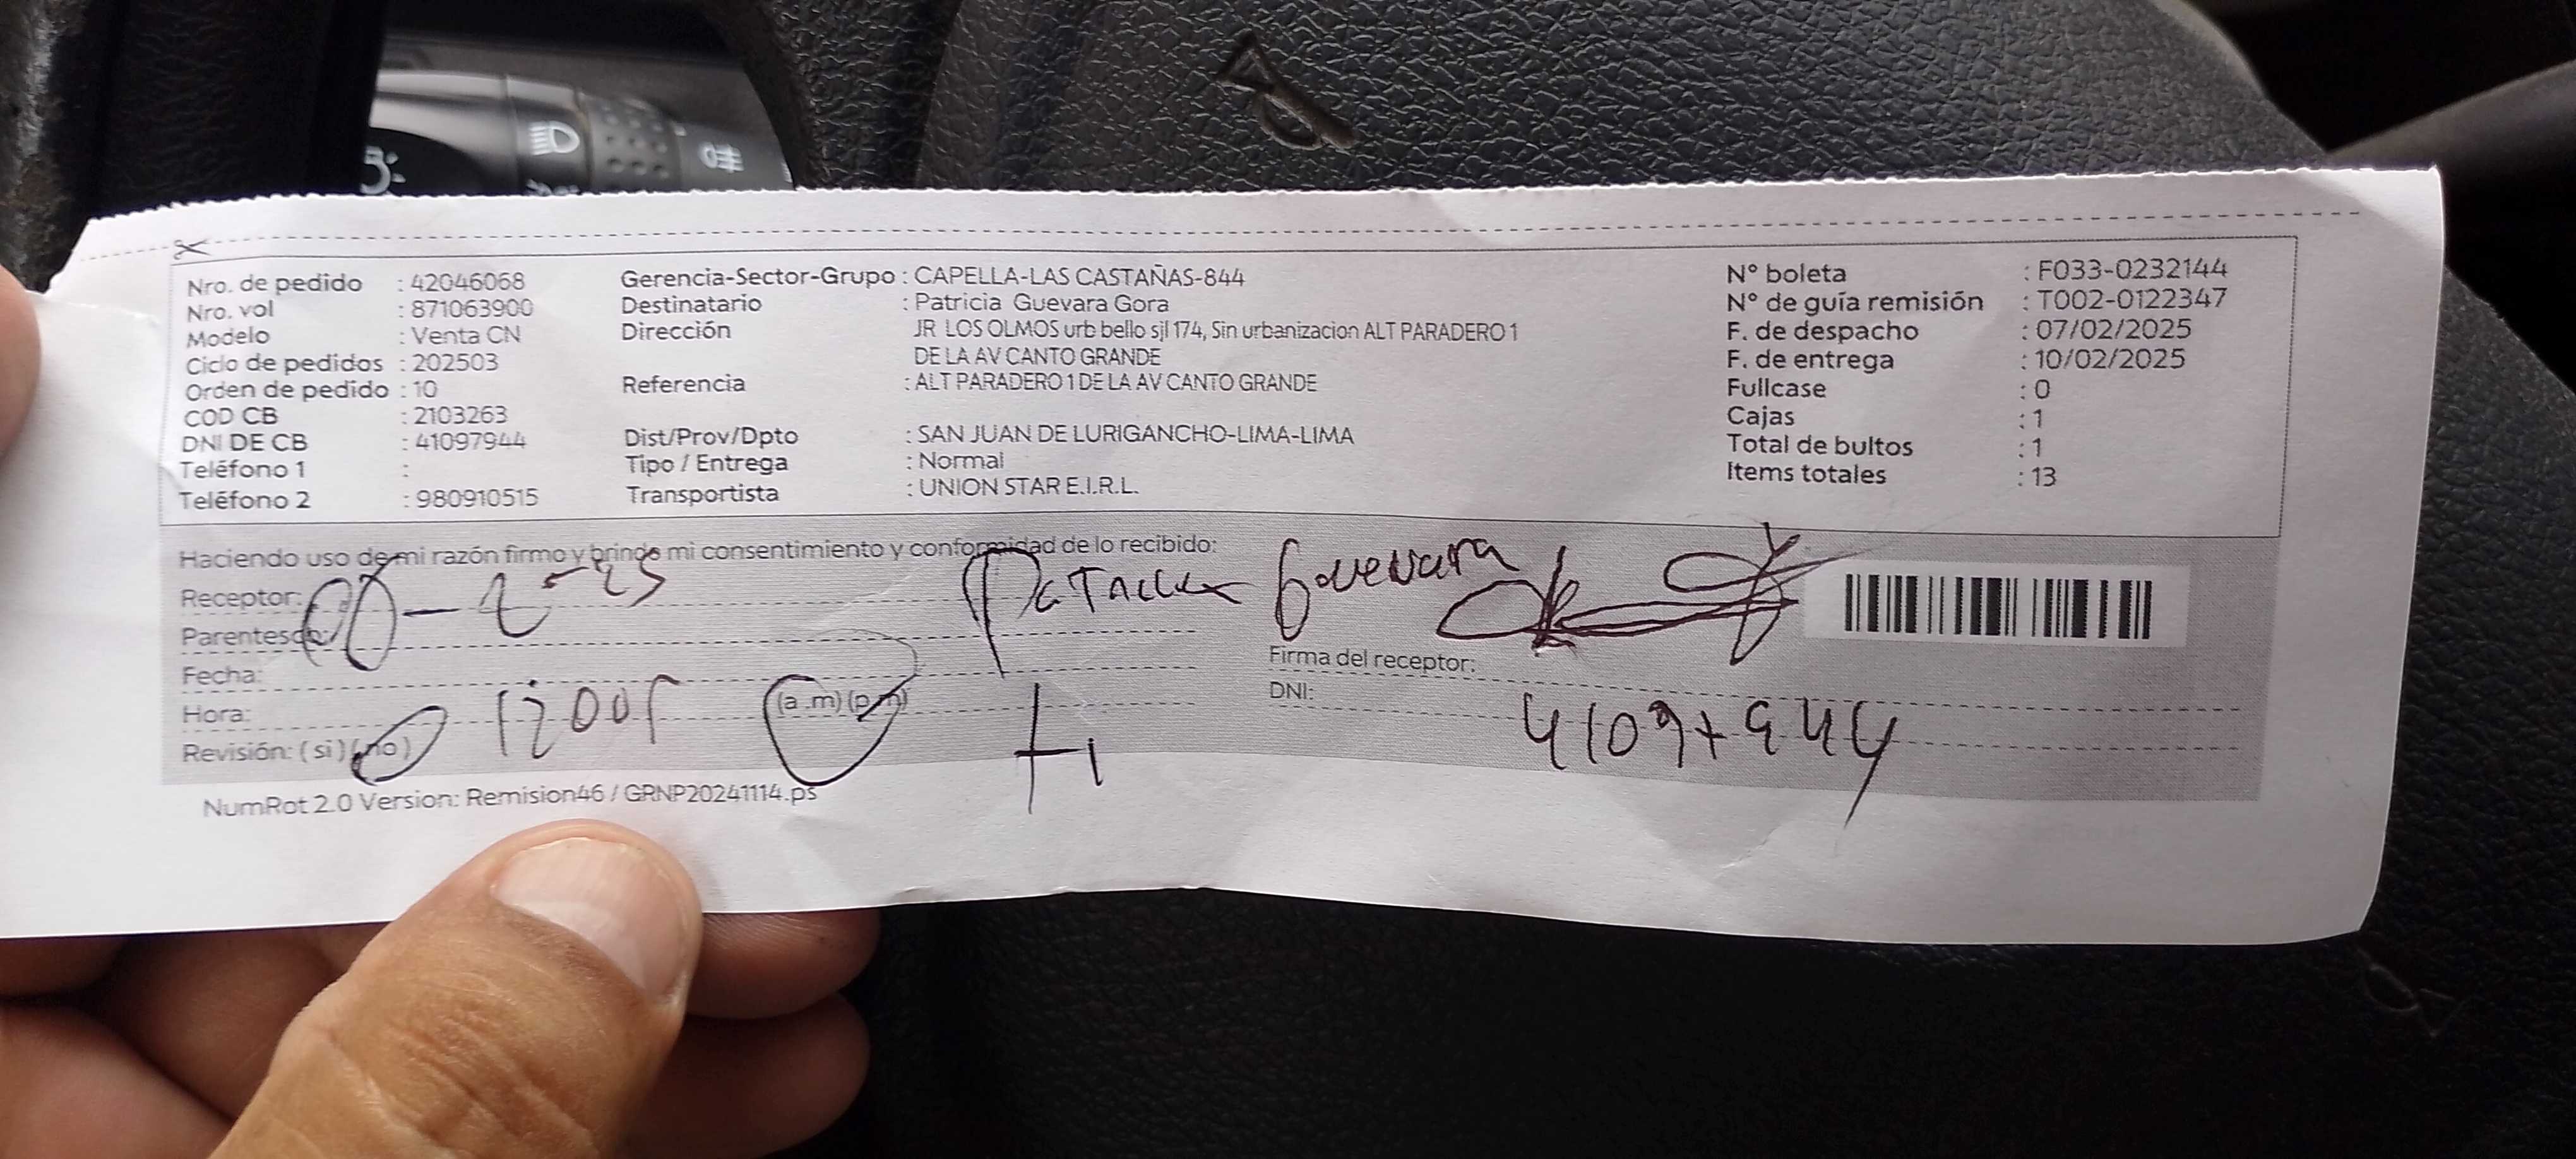 Nro. de pedido : 42046068
Nro. vol : 871063900
Modelo : Venta CN
Ciclo de pedidos : 202503
Orden de pedido : 10
COD CB : 2103263
DNI DE CB : 41097944
Teléfono 1 :
Teléfono 2 : 980910515
Gerencia-Sector-Grupo : CAPELLA-LAS CASTAÑAS-844
Destinatario : Patricia Guevara Gora
Dirección JR LOS OLMOS urb bello sjl 174, Sin urbanizacion ALT PARADERO 1
DE LA AV CANTO GRANDE
Referencia : ALT PARADERO 1 DE LA AV CANTO GRANDE
Dist/Prov/Dpto : SAN JUAN DE LURIGANCHO-LIMA-LIMA
Tipo / Entrega : Normal
Transportista : UNION STAR E.I.R.L.
N° boleta : F033-0232144
N° de guía remisión : T002-0122347
F. de despacho : 07/02/2025
F. de entrega : 10/02/2025
Fullcase : 0
Cajas : 1
Total de bultos : 1
Items totales : 13
Haciendo uso de mi razón firmo y brindo mi consentimiento y conformidad de lo recibido:
Receptor:
Guevara
Parentesco:
Fecha:
Hora: (a.m) (p.m)
Revisión: (si) (no)
Firma del receptor:
DNI:
41097944
NumRot 2.0 Version: Remision46 / GRNP20241114.ps